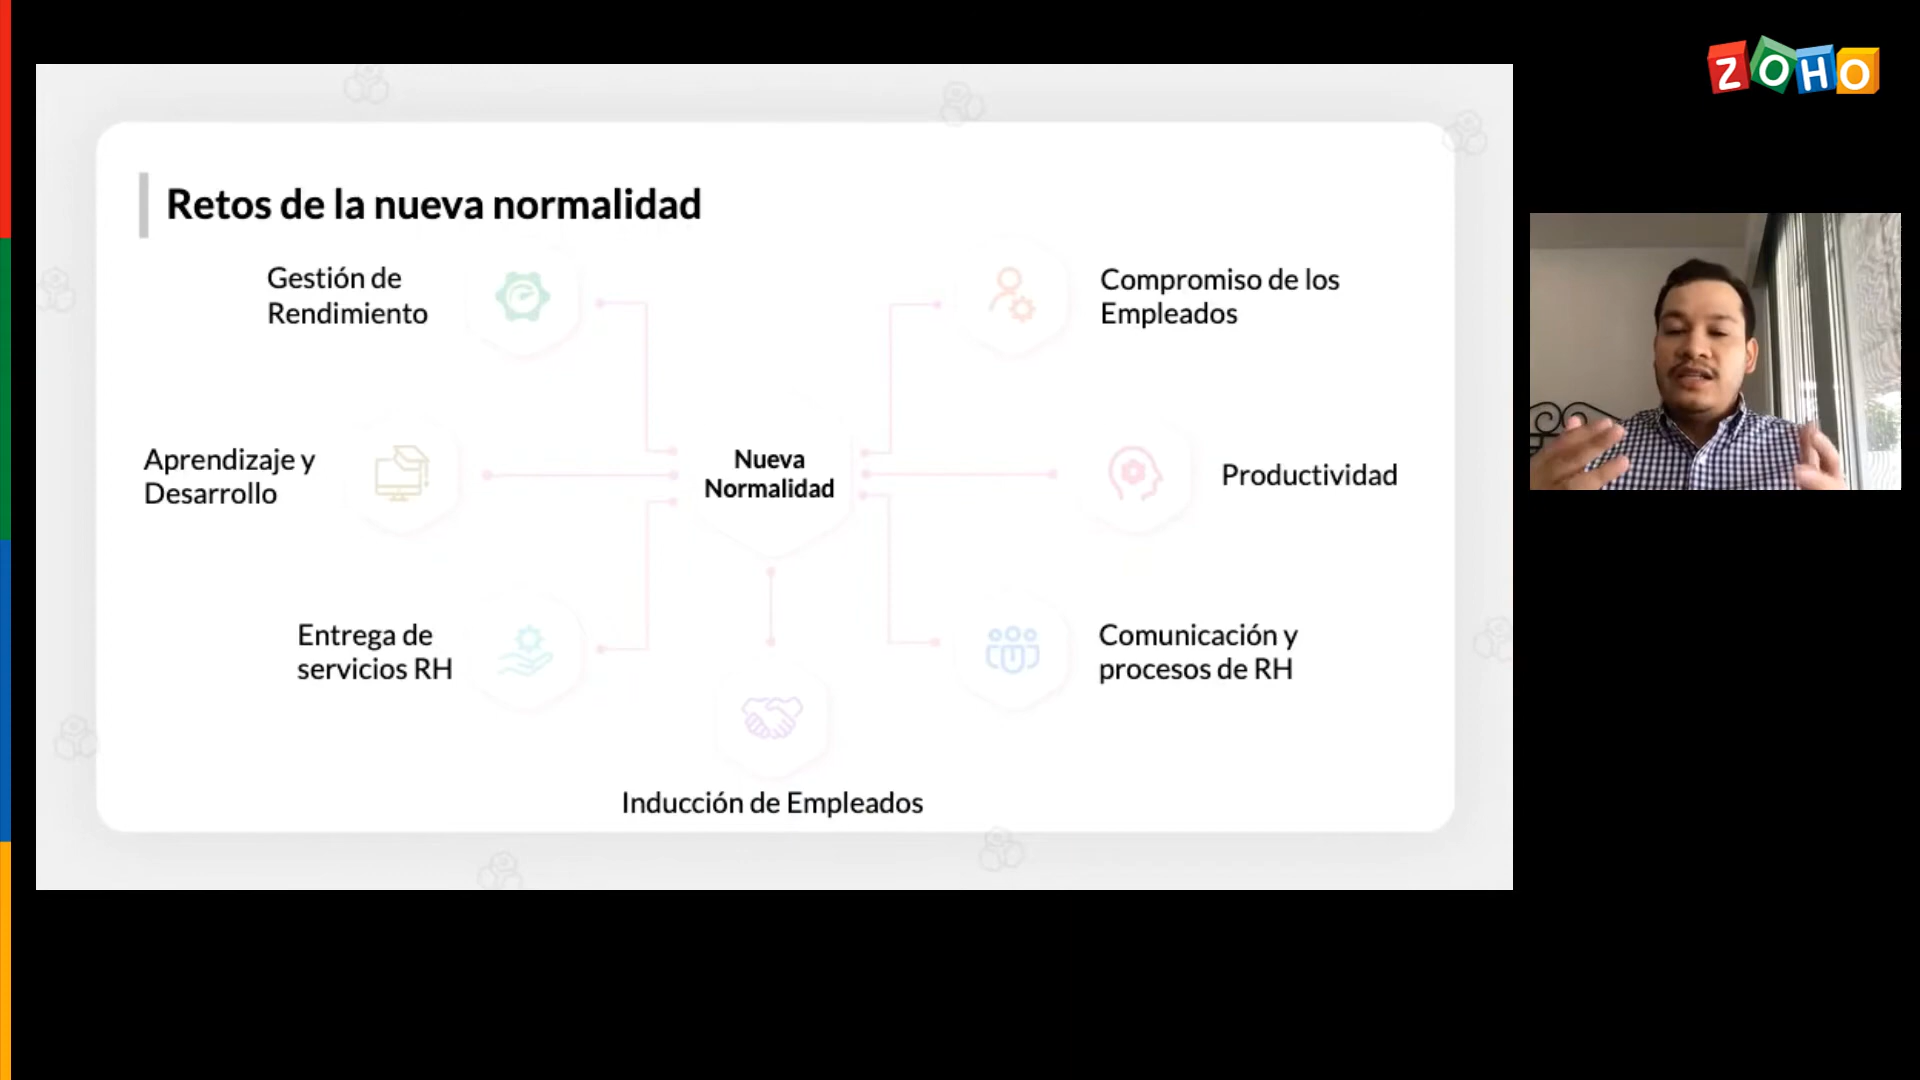 ZOHO
Retos de la nueva normalidad
Gestión de
Rendimiento
Compromiso de los
Empleados
Aprendizaje y
Desarrollo
Nueva
Normalidad
Productividad
Entrega de
servicios RH
Comunicación y
procesos de RH
Inducción de Empleados